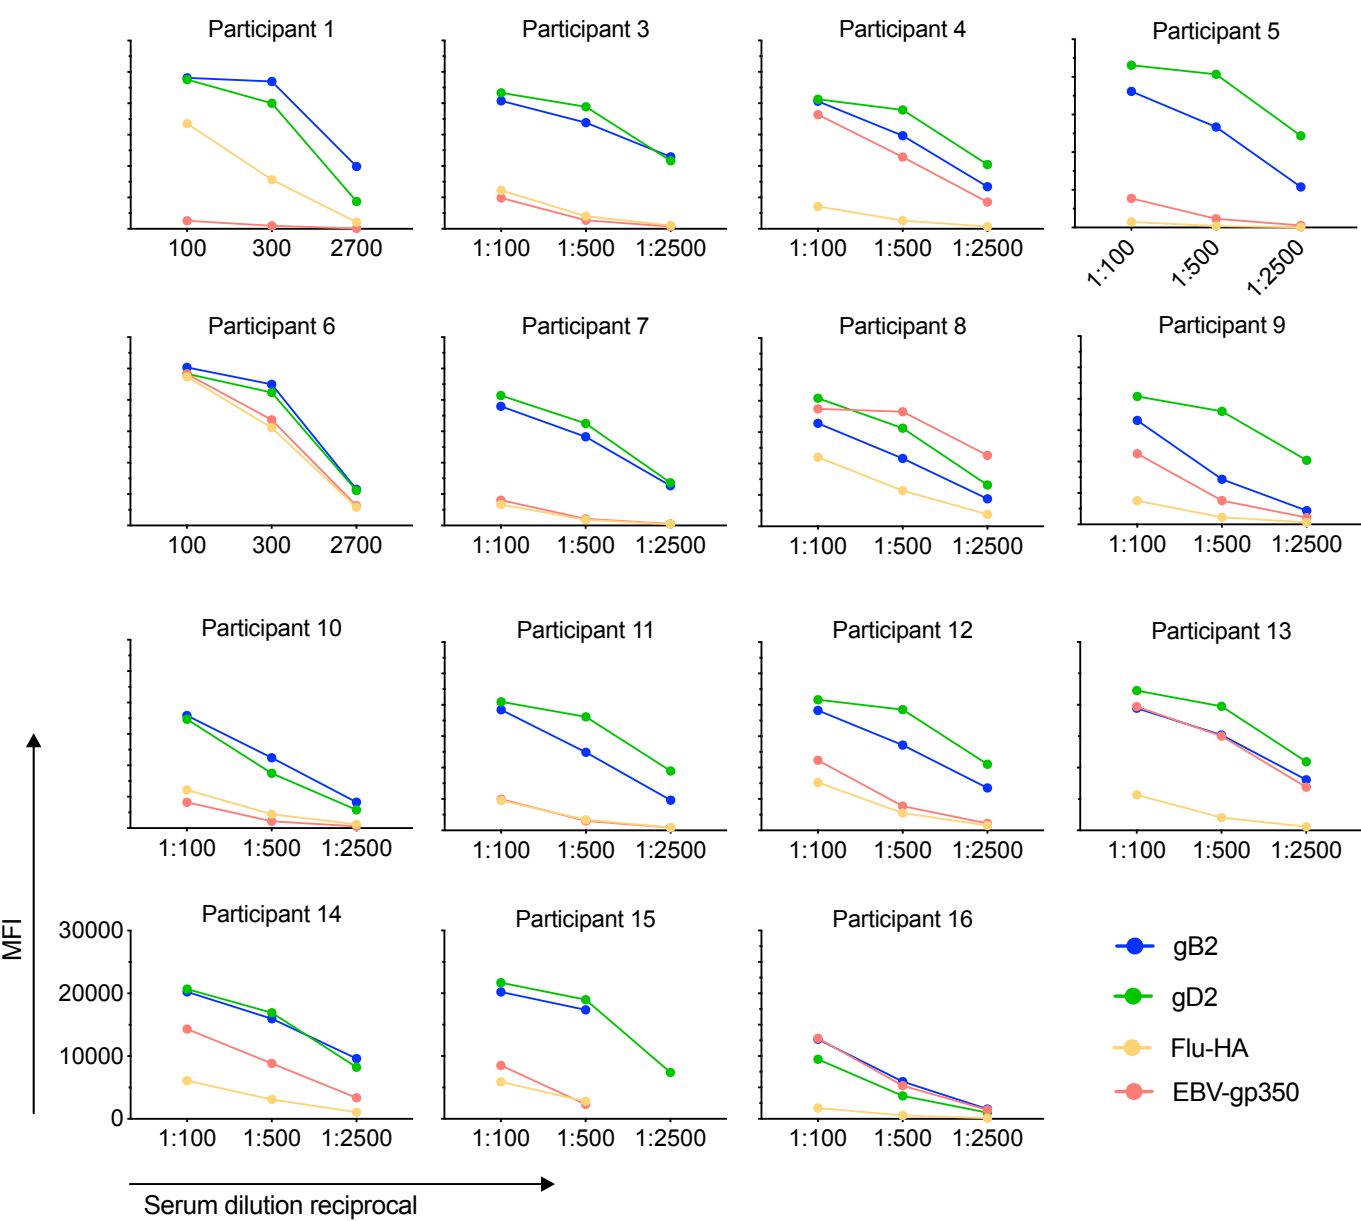 Participant 1
100 300 2700
Participant 3
1:100 1:500 1:2500
Participant 4
1:100 1:500 1:2500
Participant 5
1:100 1:500 1:2500
Participant 6
100 300 2700
Participant 7
1:100 1:500 1:2500
Participant 8
1:100 1:500 1:2500
Participant 9
1:100 1:500 1:2500
Participant 10
1:100 1:500 1:2500
Participant 11
1:100 1:500 1:2500
Participant 12
1:100 1:500 1:2500
Participant 13
1:100 1:500 1:2500
MFI
Participant 14
30000
20000
10000
0
1:100 1:500 1:2500
Participant 15
1:100 1:500 1:2500
Participant 16
1:100 1:500 1:2500
gB2
gD2
Flu-HA
EBV-gp350
Serum dilution reciprocal